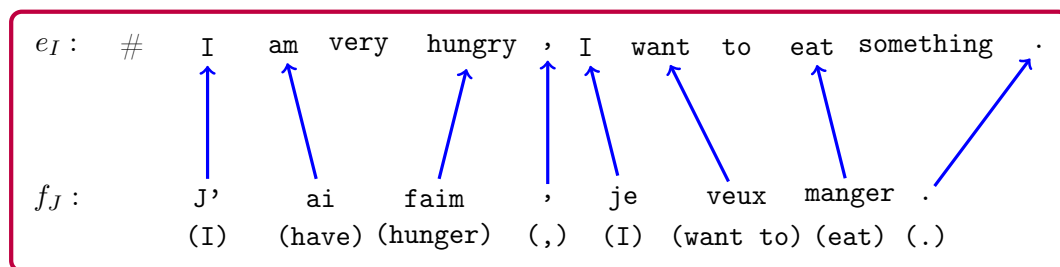 e_I : # I am very hungry , I want to eat something .
f_J : J' ai faim , je veux manger .
(I) (have) (hunger) (,) (I) (want to) (eat) (.)